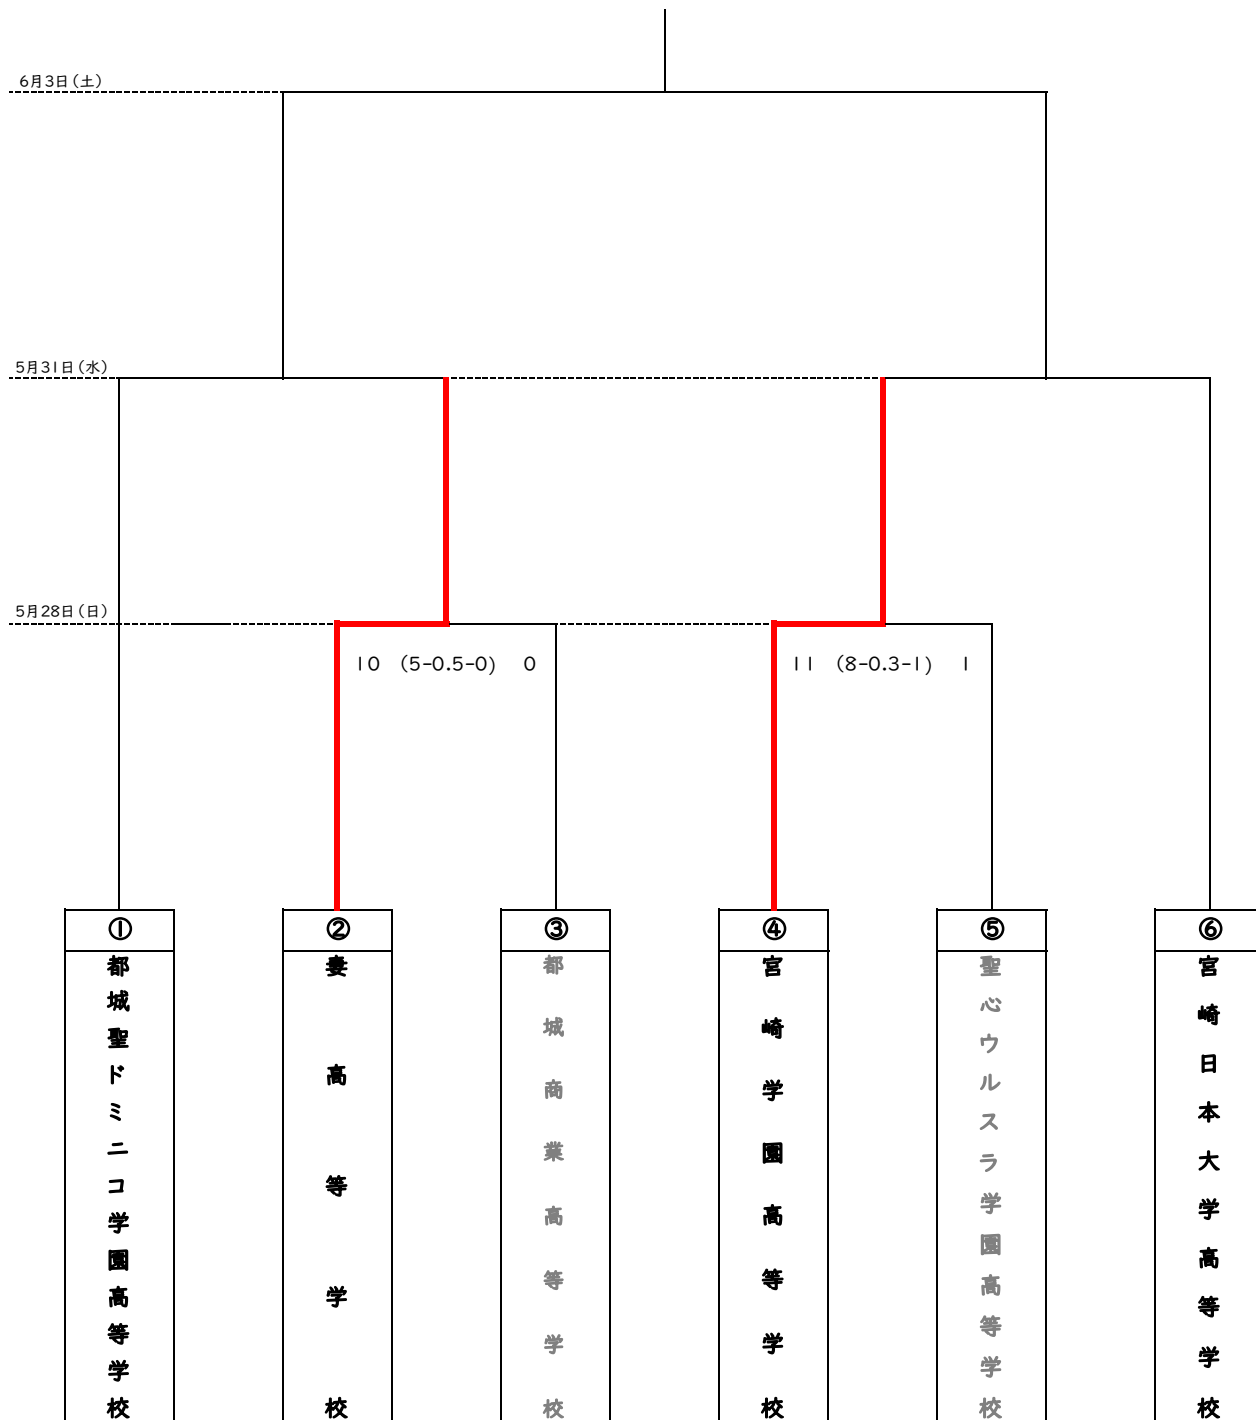 6月3日(土)
5月31日(水)
5月28日(日)
10 (5-0.5-0) 0
11 (8-0.3-1) 1
①
②
③
④
⑤
⑥
都城聖ドミニコ学園高等学校
妻高等学校
都城商業高等学校
宮崎学園高等学校
聖心ウルスラ学園高等学校
宮崎日本大学高等学校